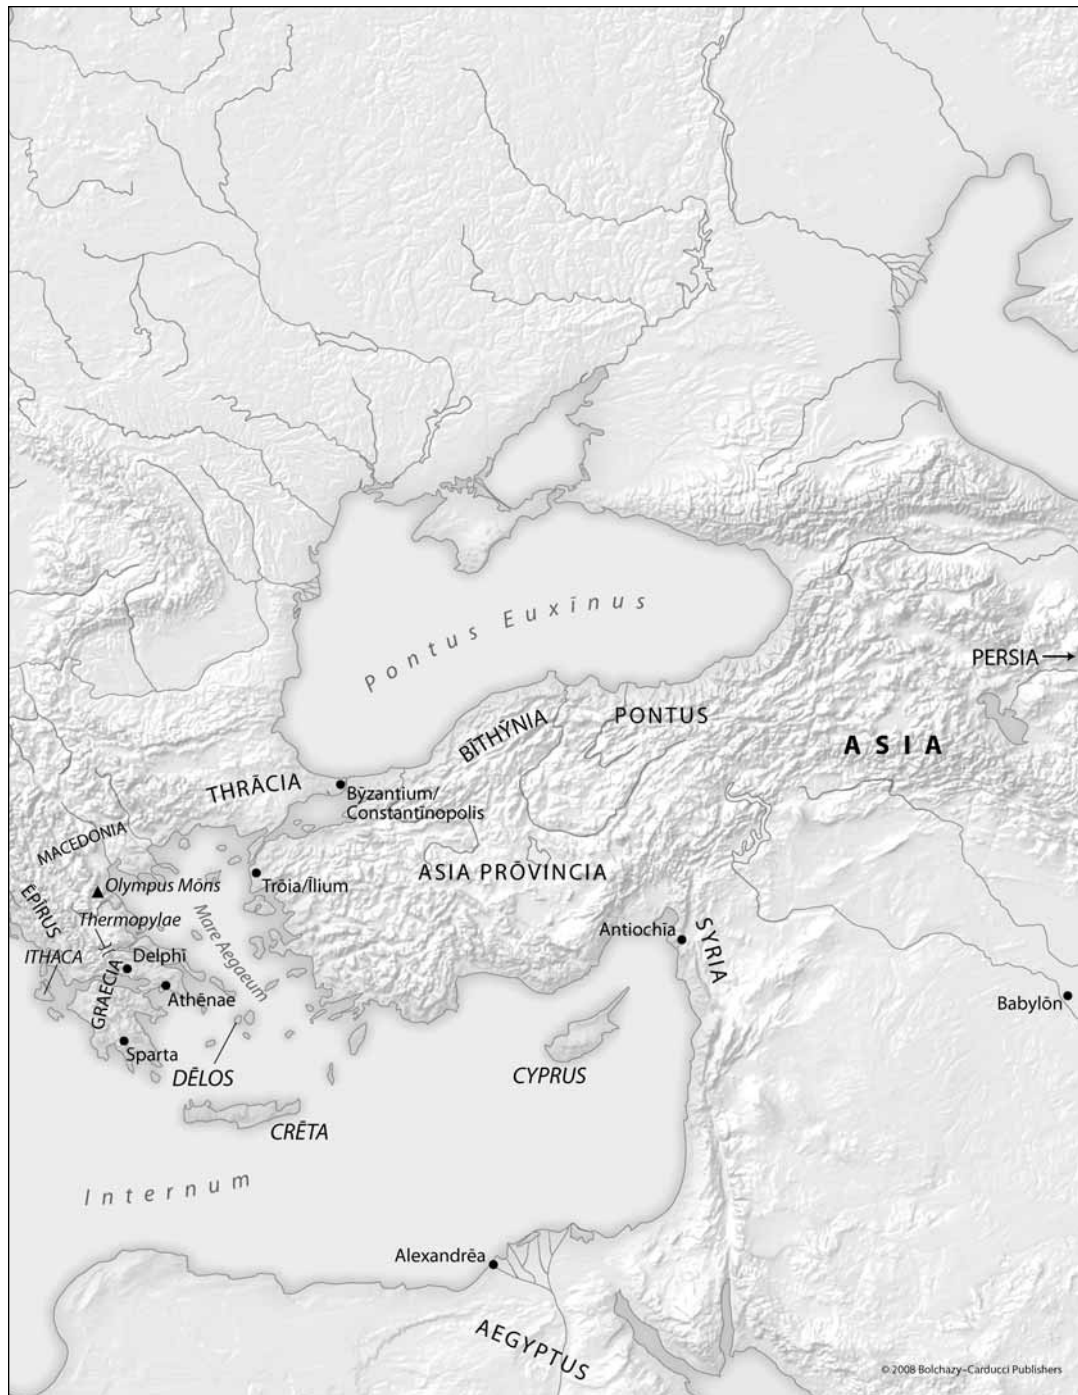 Pontus Euxīnus
PERSIA
PONTUS
BĪTHȲNIA
ASIA
THRĀCIA
Bȳzantium/
Constantīnopolis
MACEDONIA
ASIA PRŌVINCIA
Olympus Mōns
Trōia/Īlium
ĒPĪRUS
Thermopylae
Mare Aegaeum
Antiochīa
SYRIA
ITHACA
Delphī
GRAECIA
Athēnae
Babylōn
Sparta
DĒLOS
CYPRUS
CRĒTA
Internum
Alexandrēa
AEGYPTUS
© 2008 Bolchazy–Carducci Publishers